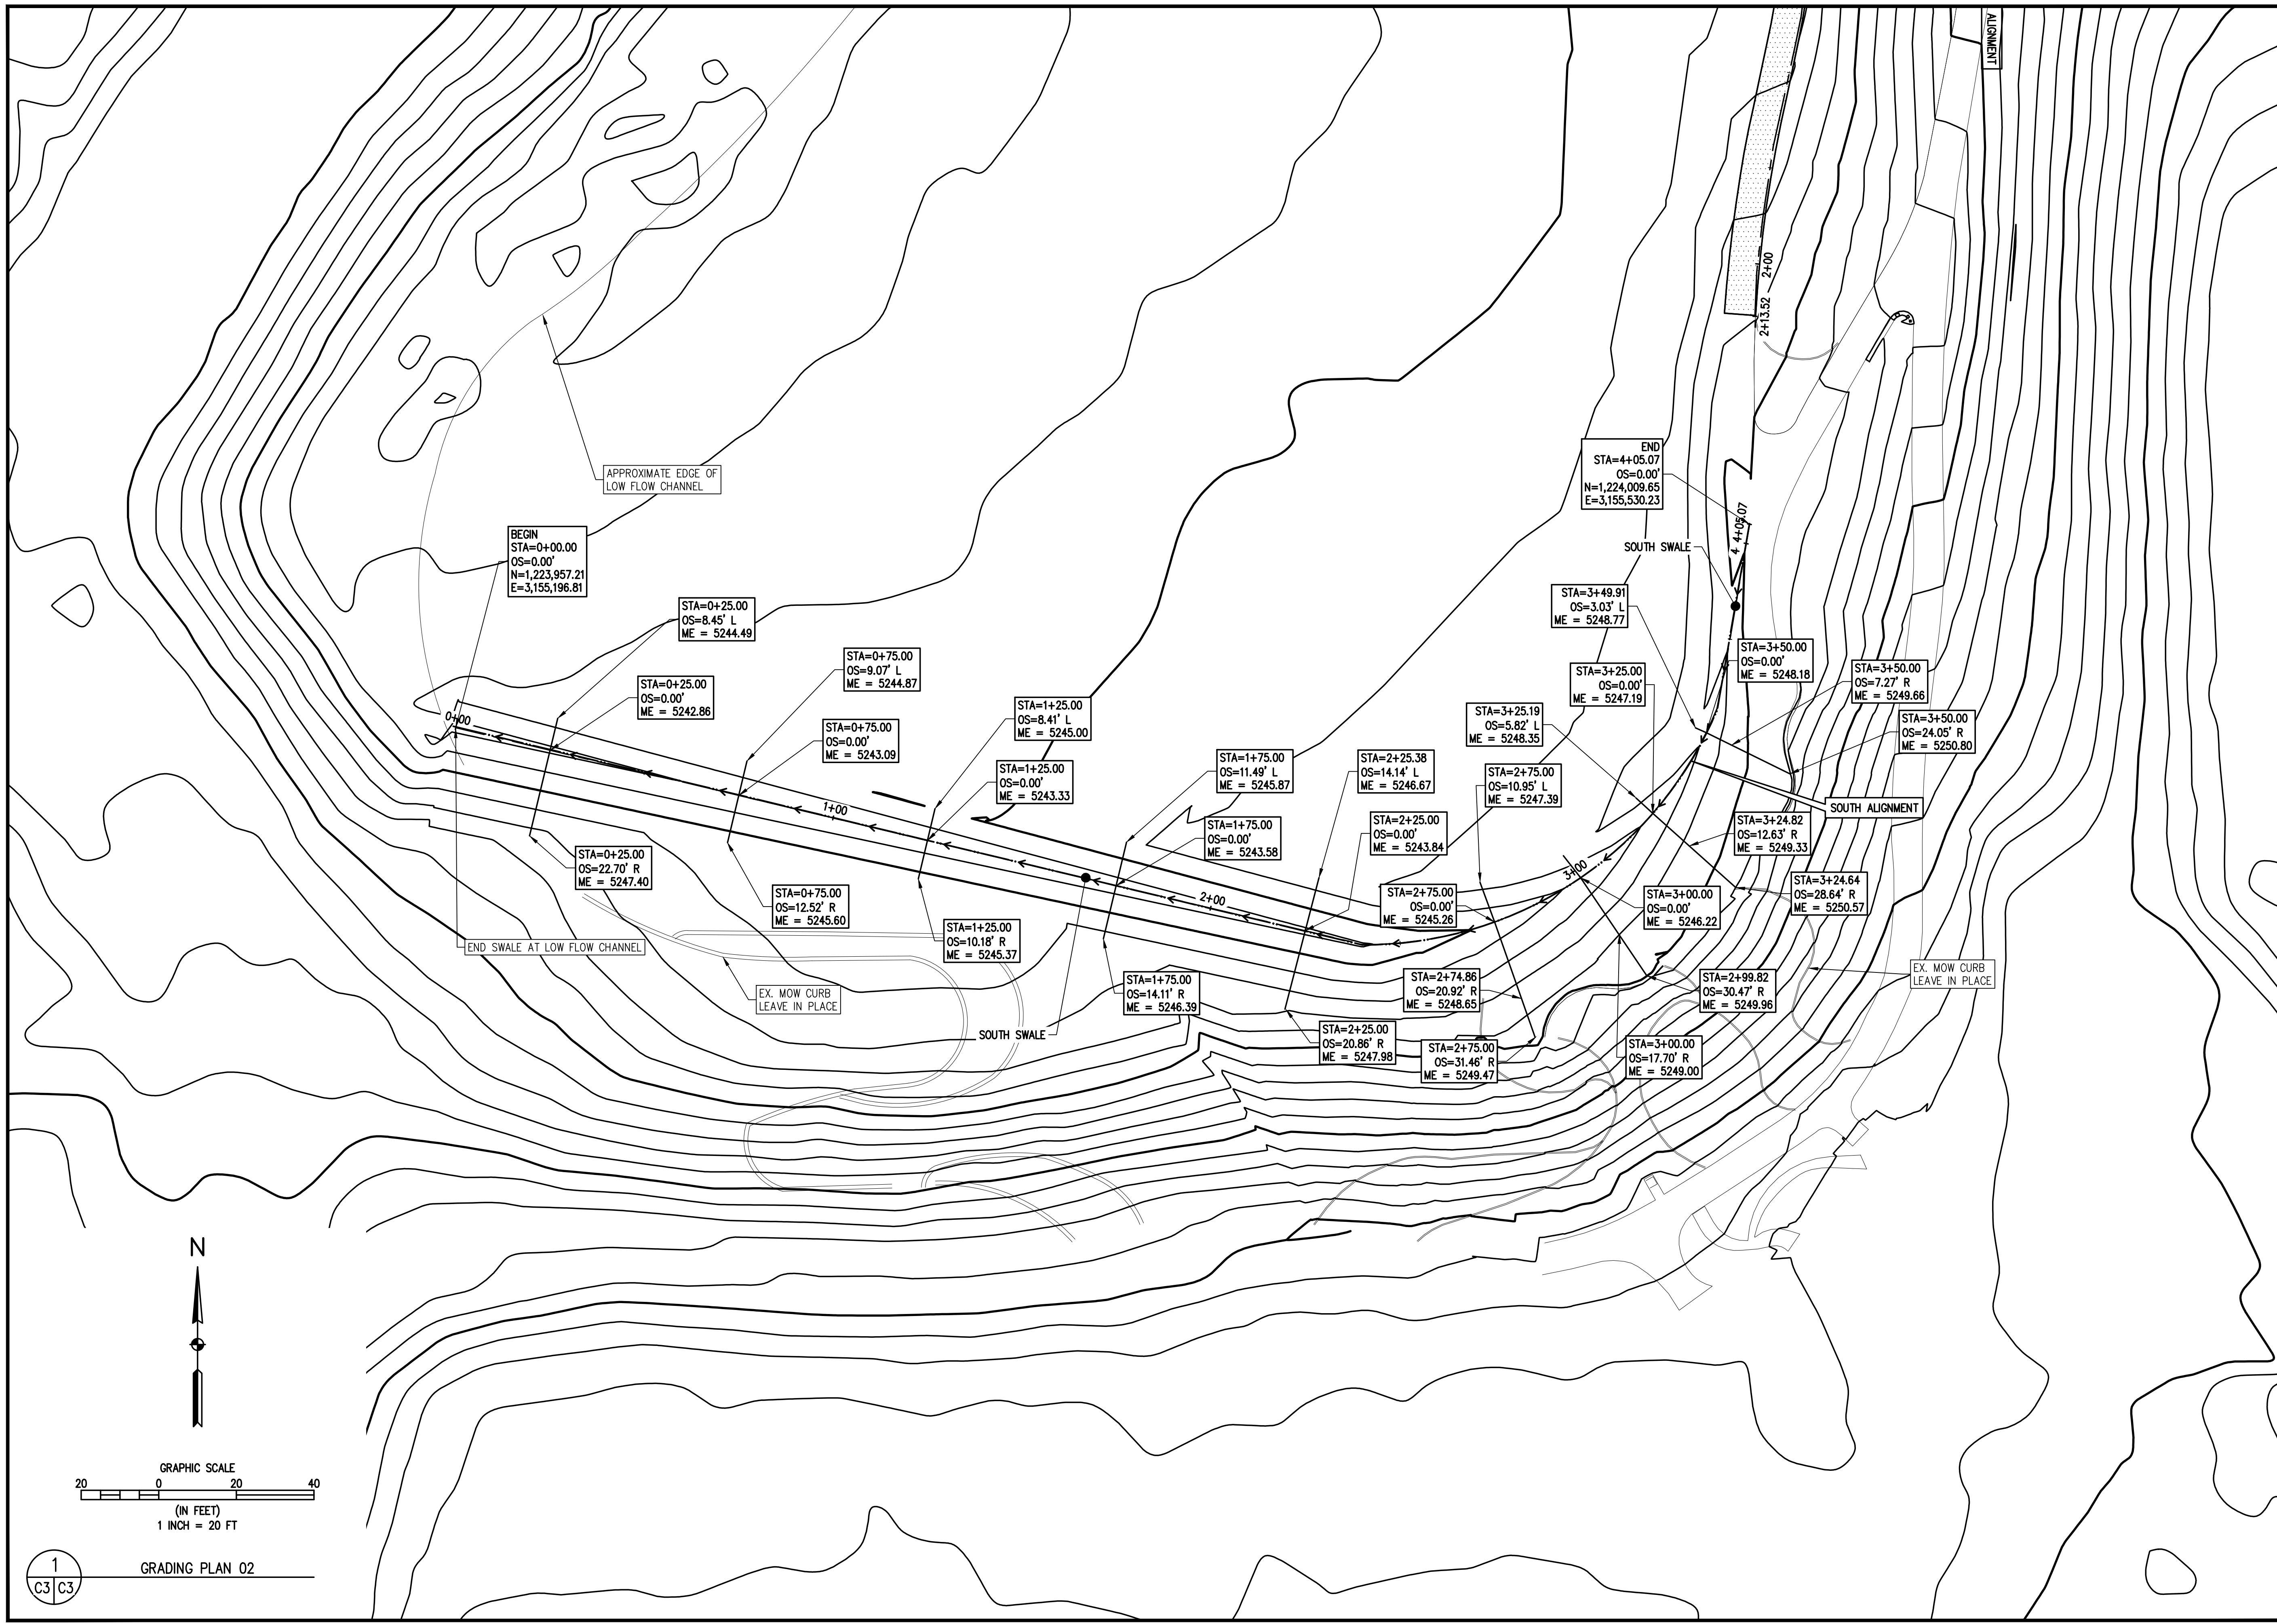 ALIGNMENT
2+00
2+13.52
APPROXIMATE EDGE OF
LOW FLOW CHANNEL
END
STA=4+05.07
OS=0.00'
N=1,224,009.65
E=3,155,530.23
4 4+05.07
SOUTH SWALE
BEGIN
STA=0+00.00
OS=0.00'
N=1,223,957.21
E=3,155,196.81
STA=0+25.00
OS=8.45' L
ME = 5244.49
STA=0+25.00
OS=0.00'
ME = 5242.86
STA=0+75.00
OS=9.07' L
ME = 5244.87
STA=0+75.00
OS=0.00'
ME = 5243.09
STA=1+25.00
OS=8.41' L
ME = 5245.00
STA=1+25.00
OS=0.00'
ME = 5243.33
STA=1+75.00
OS=11.49' L
ME = 5245.87
STA=1+75.00
OS=0.00'
ME = 5243.58
STA=2+25.38
OS=14.14' L
ME = 5246.67
STA=2+25.00
OS=0.00'
ME = 5243.84
STA=2+75.00
OS=10.95' L
ME = 5247.39
STA=2+75.00
OS=0.00'
ME = 5245.26
STA=3+25.19
OS=5.82' L
ME = 5248.35
STA=3+25.00
OS=0.00'
ME = 5247.19
STA=3+49.91
OS=3.03' L
ME = 5248.77
STA=3+50.00
OS=0.00'
ME = 5248.18
STA=3+50.00
OS=7.27' R
ME = 5249.66
STA=3+50.00
OS=24.05' R
ME = 5250.80
SOUTH ALIGNMENT
STA=3+24.82
OS=12.63' R
ME = 5249.33
STA=3+24.64
OS=28.64' R
ME = 5250.57
STA=3+00.00
OS=0.00'
ME = 5246.22
STA=2+99.82
OS=30.47' R
ME = 5249.96
STA=3+00.00
OS=17.70' R
ME = 5249.00
EX. MOW CURB
LEAVE IN PLACE
0+00
1+00
2+00
3+00
STA=0+25.00
OS=22.70' R
ME = 5247.40
STA=0+75.00
OS=12.52' R
ME = 5245.60
STA=1+25.00
OS=10.18' R
ME = 5245.37
STA=1+75.00
OS=14.11' R
ME = 5246.39
STA=2+25.00
OS=20.86' R
ME = 5247.98
STA=2+74.86
OS=20.92' R
ME = 5248.65
STA=2+75.00
OS=31.46' R
ME = 5249.47
END SWALE AT LOW FLOW CHANNEL
EX. MOW CURB
LEAVE IN PLACE
SOUTH SWALE
N
GRAPHIC SCALE
20 0 20 40
(IN FEET)
1 INCH = 20 FT
1
C3 C3
GRADING PLAN 02